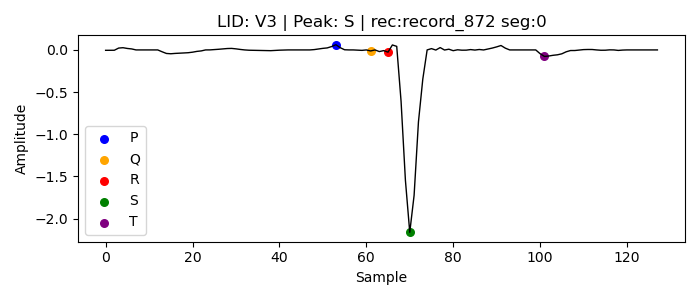 LID: V3 | Peak: S | rec:record_872 seg:0
Amplitude
0.0
−0.5
−1.0
−1.5
−2.0
P
Q
R
S
T
0 20 40 60 80 100 120
Sample